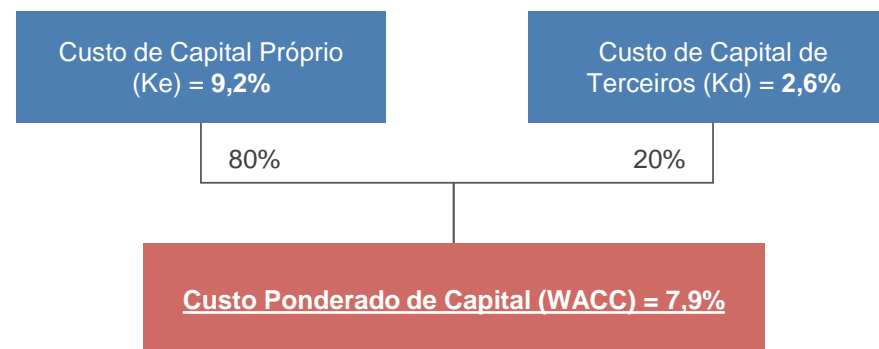 Custo de Capital Próprio
(Ke) = 9,2%
Custo de Capital de
Terceiros (Kd) = 2,6%
80%
20%
Custo Ponderado de Capital (WACC) = 7,9%